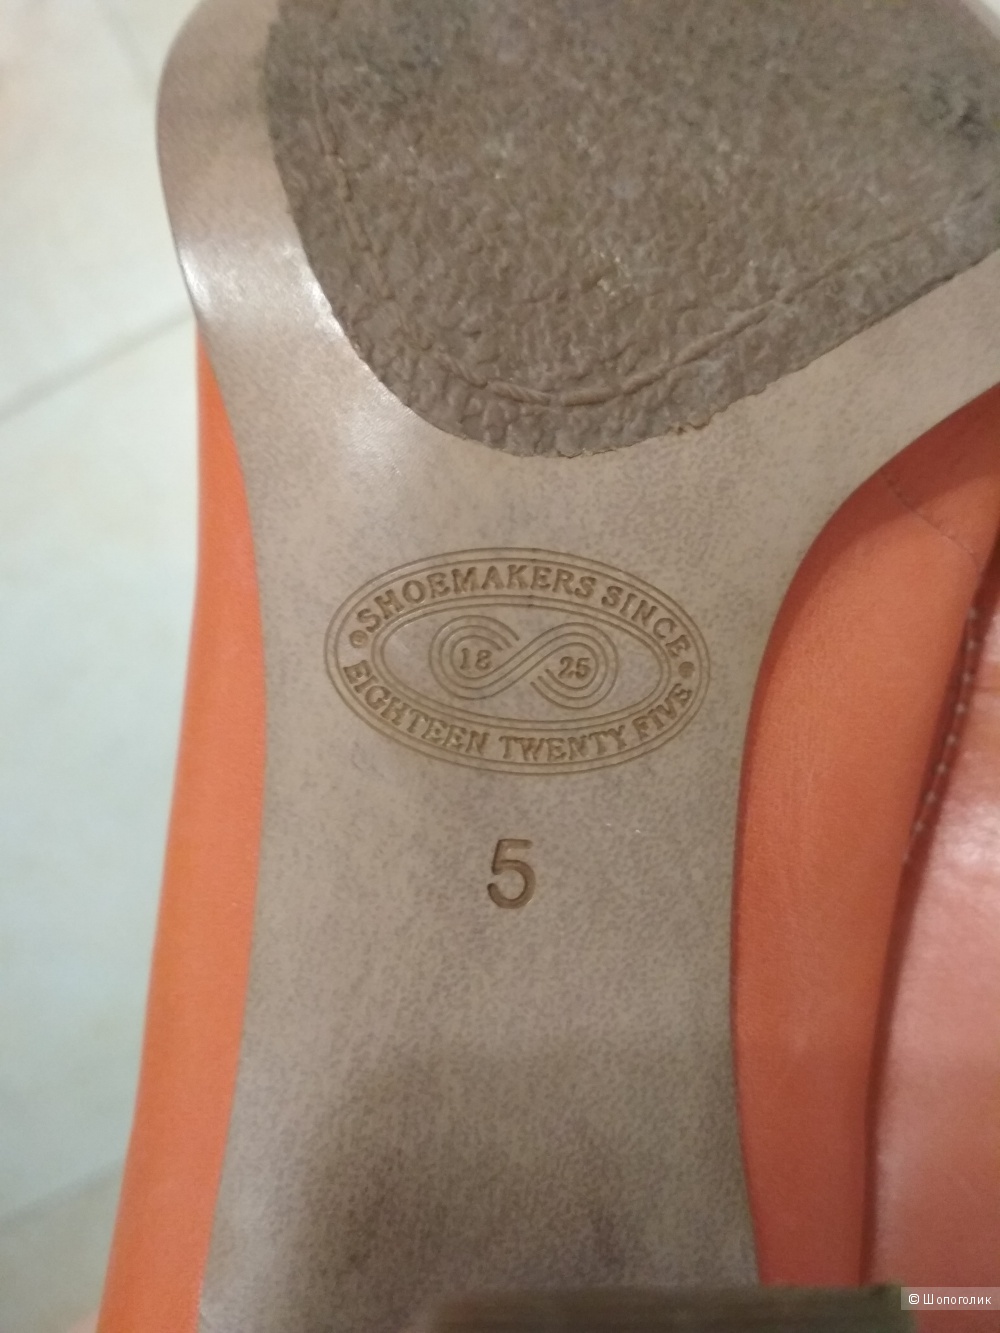 SHOEMAKERS SINCE
18 25
EIGHTEEN TWENTY FIVE
5
© Шопоголик